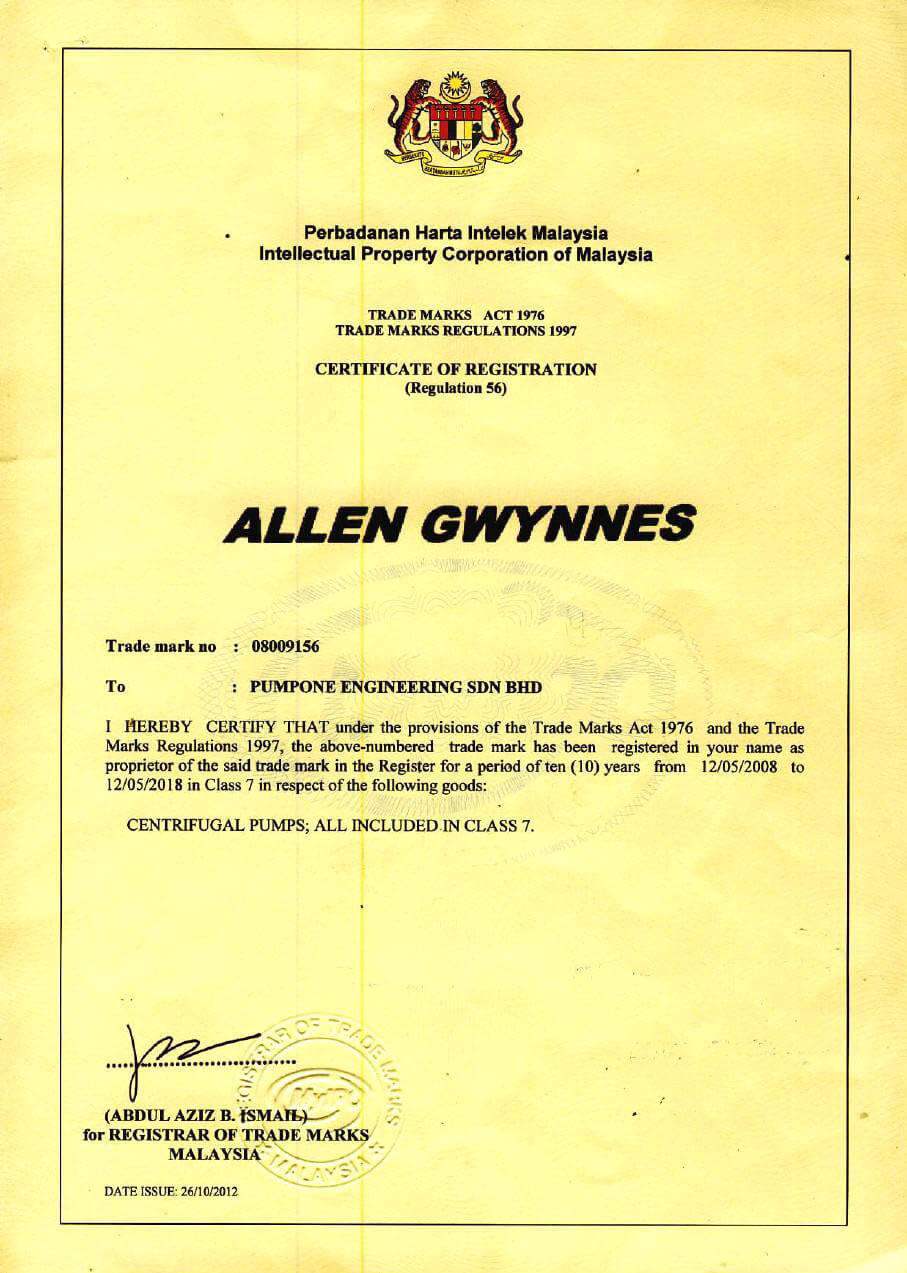 Perbadanan Harta Intelek Malaysia
Intellectual Property Corporation of Malaysia
TRADE MARKS ACT 1976
TRADE MARKS REGULATIONS 1997
CERTIFICATE OF REGISTRATION
(Regulation 56)
ALLEN GWYNNES
Trade mark no : 08009156
To : PUMPONE ENGINEERING SDN BHD
I HEREBY CERTIFY THAT under the provisions of the Trade Marks Act 1976 and the Trade
Marks Regulations 1997, the above-numbered trade mark has been registered in your name as
proprietor of the said trade mark in the Register for a period of ten (10) years from 12/05/2008 to
12/05/2018 in Class 7 in respect of the following goods:
CENTRIFUGAL PUMPS; ALL INCLUDED IN CLASS 7.
REGISTRAR OF TRADE MARKS
MyIPO
MALAYSIA
(ABDUL AZIZ B. ISMAIL)
for REGISTRAR OF TRADE MARKS
MALAYSIA
DATE ISSUE: 26/10/2012